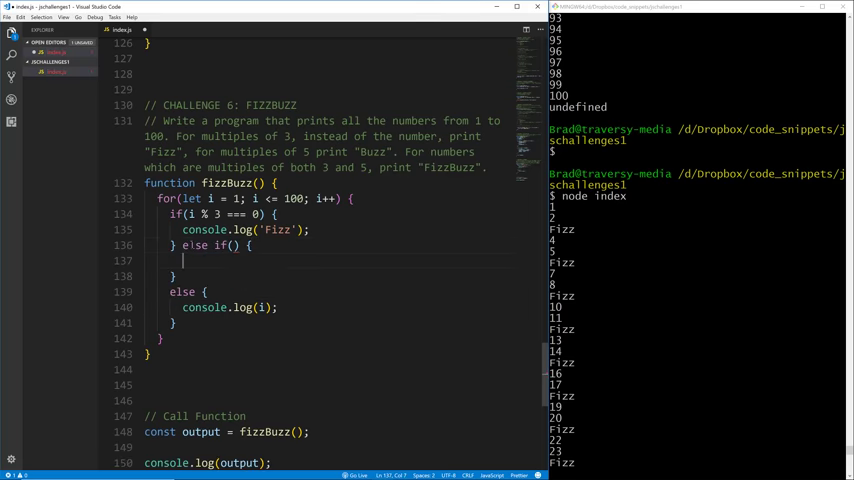 index.js - jschallenges1 - Visual Studio Code
File Edit Selection View Go Debug Tasks Help
EXPLORER
OPEN EDITORS 1 UNSAVED
JS index.js
JSCHALLENGES1
JS index.js
JS index.js
126 }
127
128
129
130 // CHALLENGE 6: FIZZBUZZ
131 // Write a program that prints all the numbers from 1 to
100. For multiples of 3, instead of the number, print
"Fizz", for multiples of 5 print "Buzz". For numbers
which are multiples of both 3 and 5, print "FizzBuzz".
132 function fizzBuzz() {
133 for(let i = 1; i <= 100; i++) {
134 if(i % 3 === 0) {
135 console.log('Fizz');
136 } else if() {
137
138 }
139 else {
140 console.log(i);
141 }
142 }
143 }
144
145
146
147 // Call Function
148 const output = fizzBuzz();
149
150 console.log(output);
1 0
Go Live Ln 137, Col 7 Spaces: 2 UTF-8 CRLF JavaScript Prettier
MINGW64:/d/Dropbox/code_snippets/jschallenges1
93
94
95
96
97
98
99
100
undefined
Brad@traversy-media /d/Dropbox/code_snippets/j
schallenges1
$
Brad@traversy-media /d/Dropbox/code_snippets/j
schallenges1
$ node index
1
2
Fizz
4
5
Fizz
7
8
Fizz
10
11
Fizz
13
14
Fizz
16
17
Fizz
19
20
Fizz
22
23
Fizz